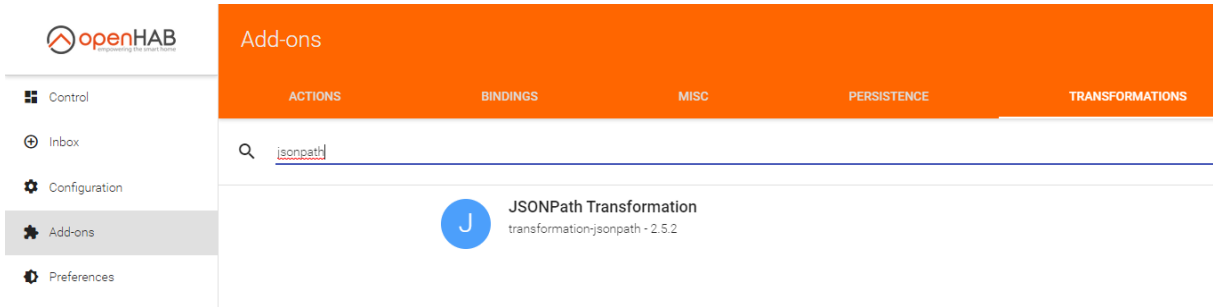 openHAB
empowering the smart home
Add-ons
Control
ACTIONS BINDINGS MISC PERSISTENCE TRANSFORMATIONS
Inbox
jsonpath
Configuration
Add-ons
J
JSONPath Transformation
transformation-jsonpath - 2.5.2
Preferences